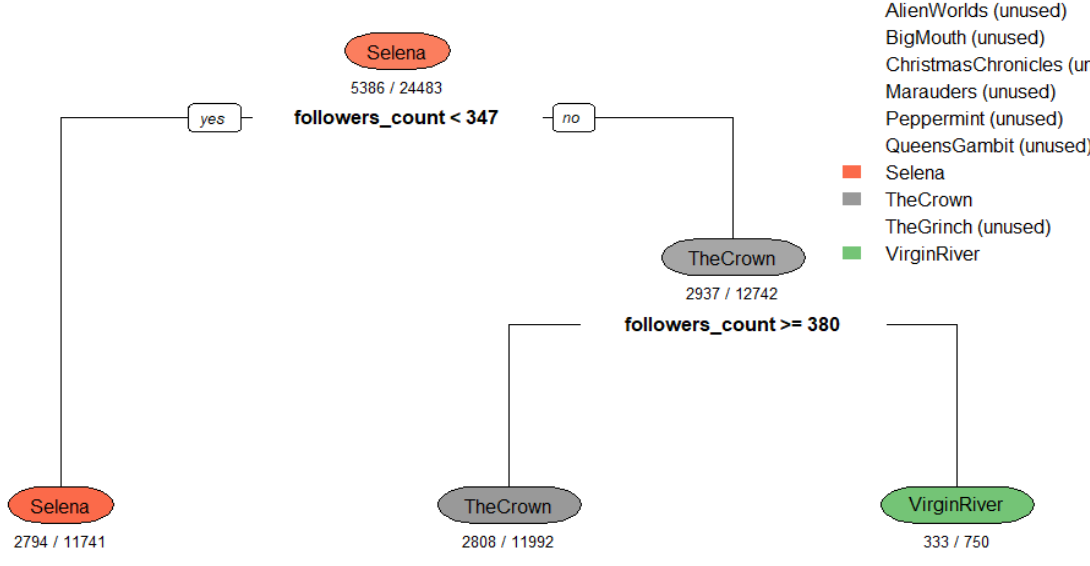 Selena
5386 / 24483
yes
followers_count < 347
no
TheCrown
2937 / 12742
followers_count >= 380
Selena
2794 / 11741
TheCrown
2808 / 11992
VirginRiver
333 / 750
AlienWorlds (unused)
BigMouth (unused)
ChristmasChronicles (ur
Marauders (unused)
Peppermint (unused)
QueensGambit (unused)
Selena
TheCrown
TheGrinch (unused)
VirginRiver